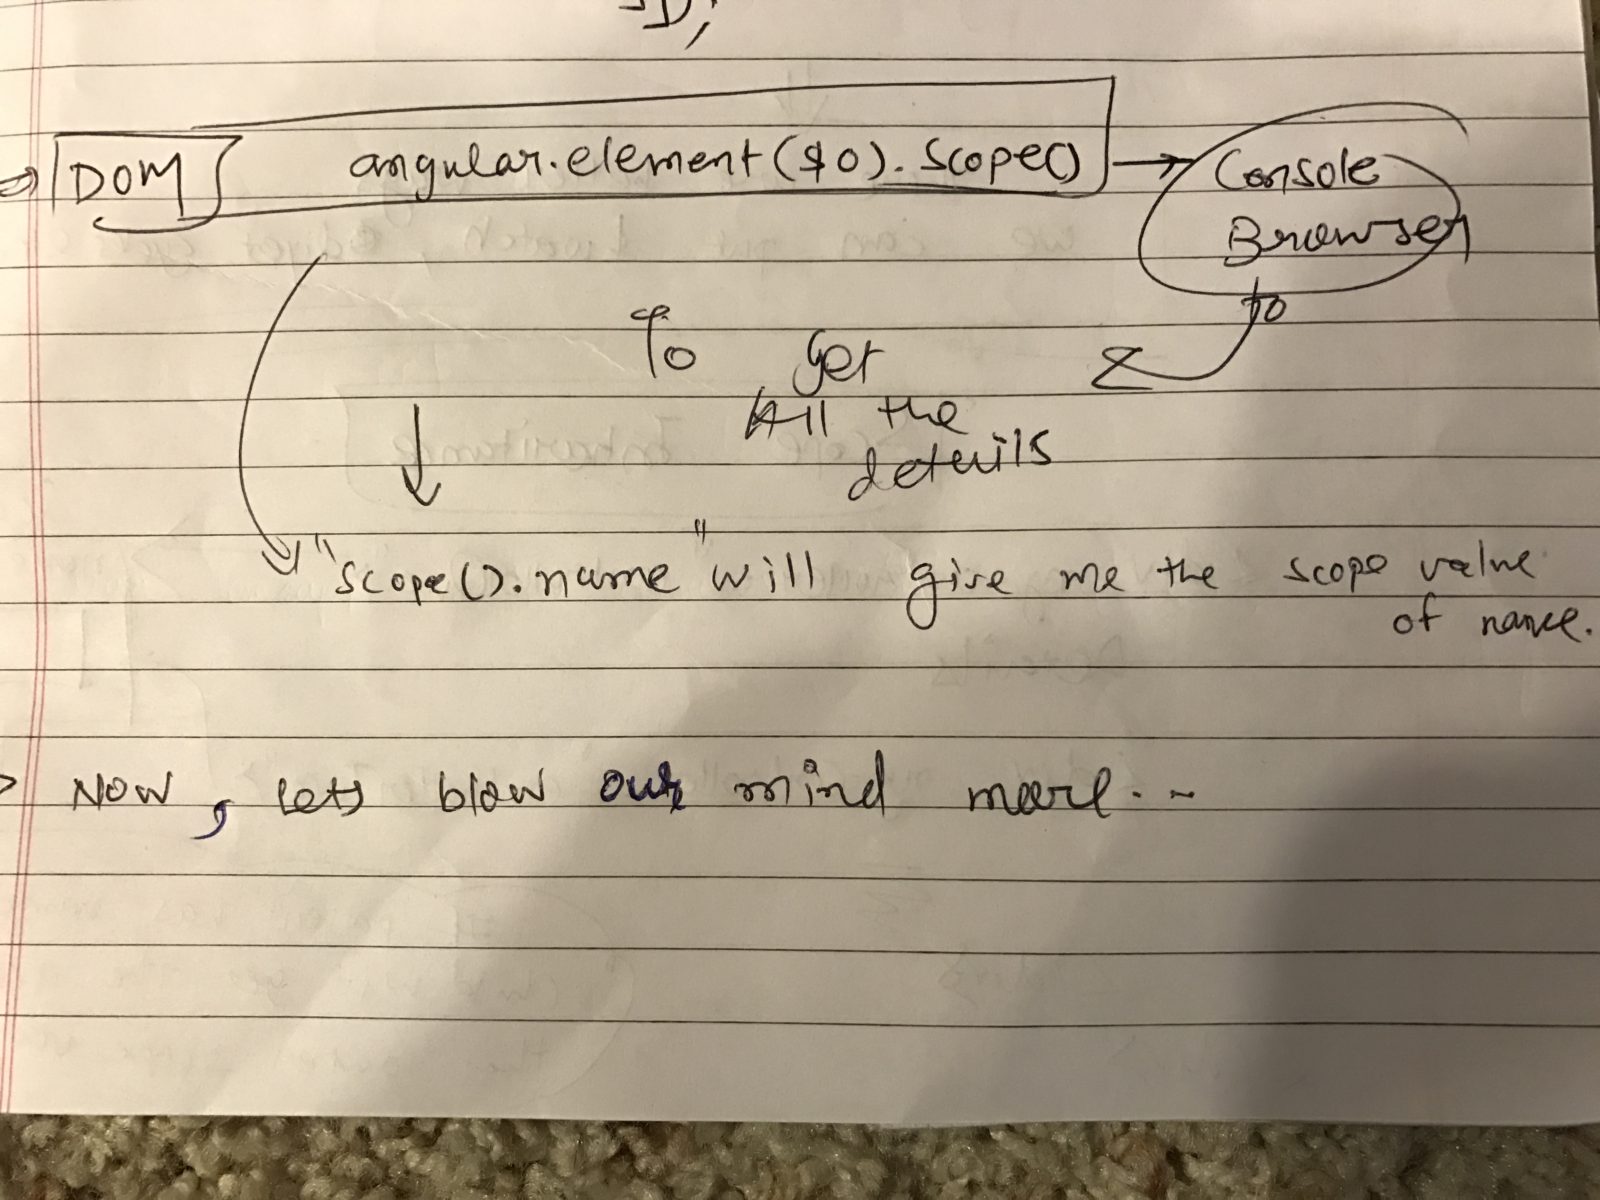 DOM angular.element($0).scope() → Console
Browser
to
To get
All the
details
"scope().name" will give me the scope value
of name.
Now, lets blow our mind more..